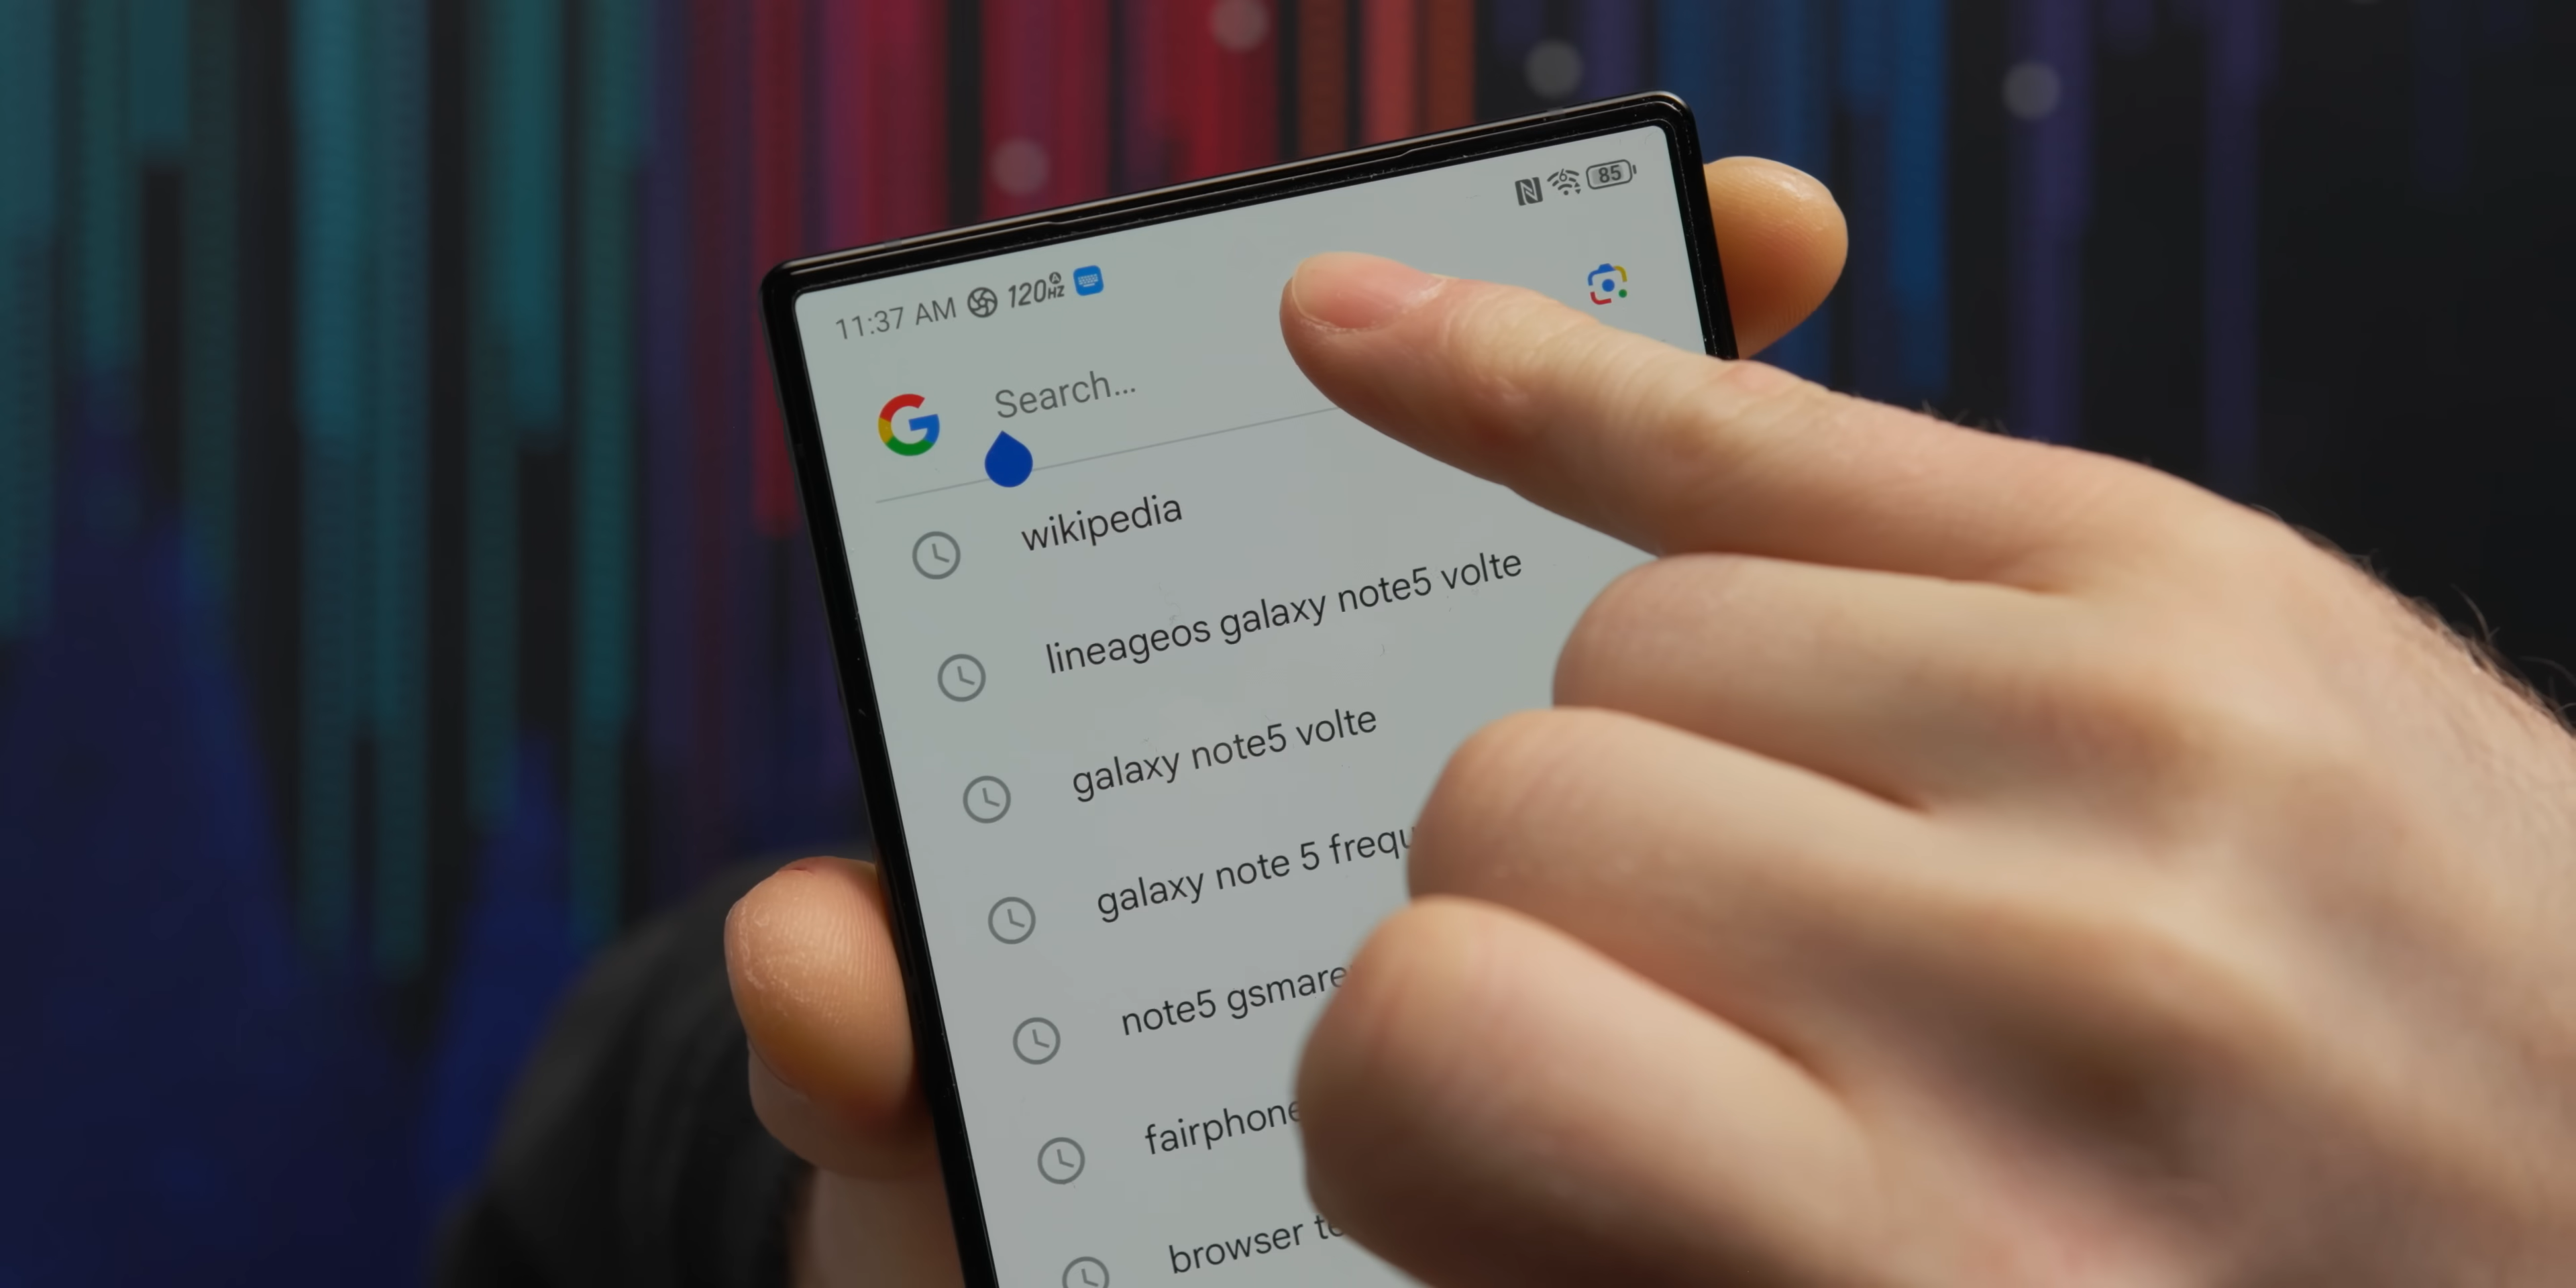 11:37 AM 120HZ
85
Search...
wikipedia
lineageos galaxy note5 volte
galaxy note5 volte
galaxy note 5
note5
fairphone
browser